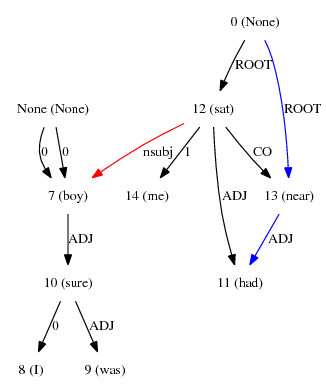 0 (None)
ROOT
None (None) 12 (sat) ROOT
0 0 nsubj 1 CO
7 (boy) 14 (me) ADJ 13 (near)
ADJ ADJ
10 (sure) 11 (had)
0 ADJ
8 (I) 9 (was)